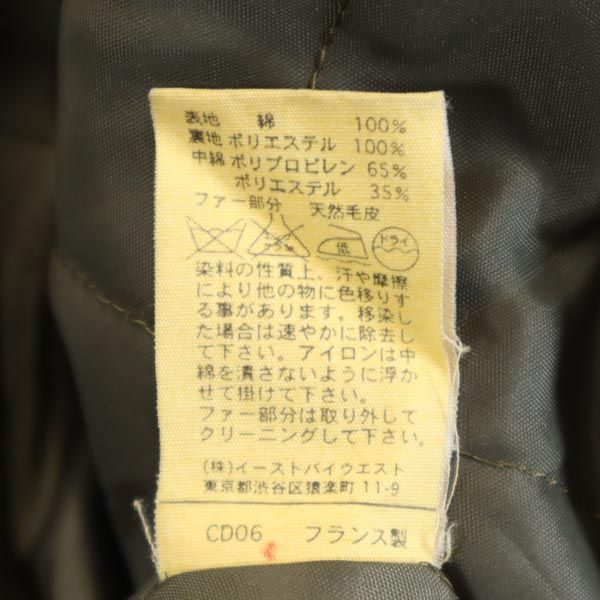 表地 綿 100%
裏地 ポリエステル 100%
中綿 ポリプロピレン 65%
ポリエステル 35%
ファー部分 天然毛皮
エンソサラシ 低 ドライ
染料の性質上、汗や摩擦
により他の物に色移りす
る事があります。移染し
た場合は速やかに除去し
て下さい。アイロンは中
綿を潰さないように浮か
せて掛けて下さい。
ファー部分は取り外して
クリーニングして下さい。
(株)イーストバイウエスト
東京都渋谷区猿楽町 11-9
CD06 フランス製